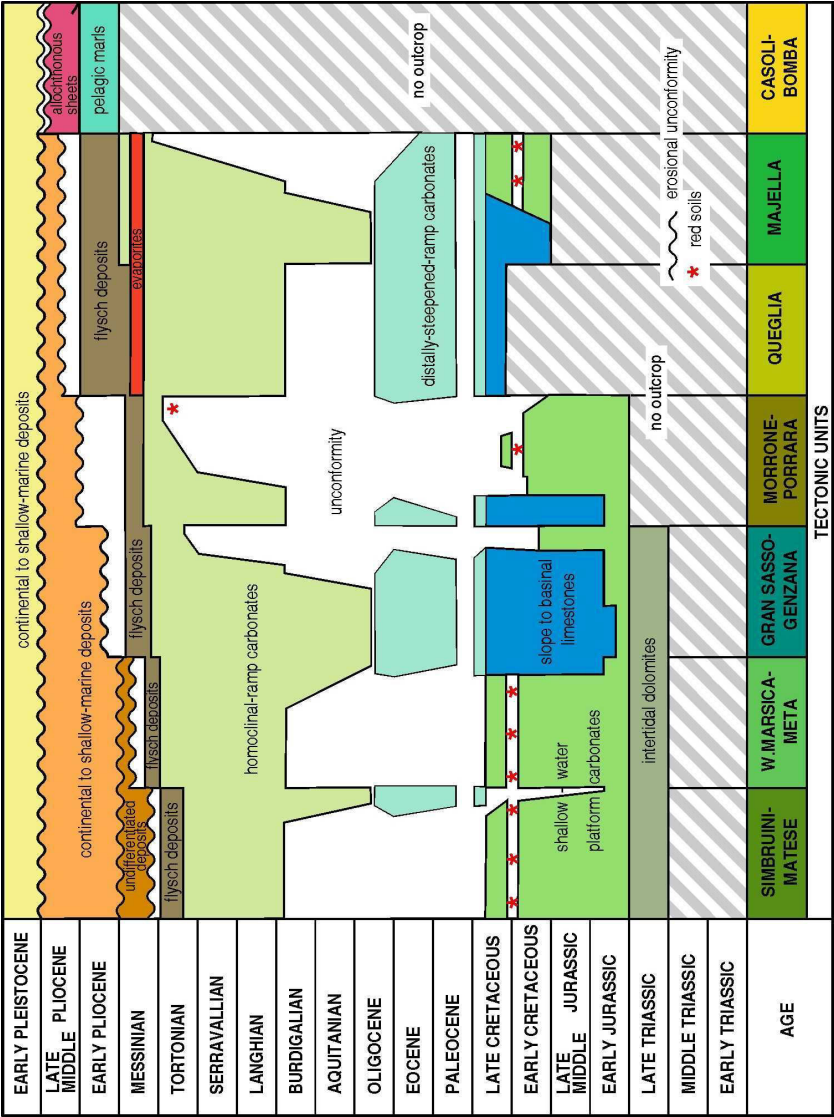 EARLY PLEISTOCENE
LATE
MIDDLE
PLIOCENE
EARLY PLIOCENE
MESSINIAN
TORTONIAN
SERRAVALLIAN
LANGHIAN
BURDIGALIAN
AQUITANIAN
OLIGOCENE
EOCENE
PALEOCENE
LATE CRETACEOUS
EARLY CRETACEOUS
LATE
MIDDLE
JURASSIC
EARLY JURASSIC
LATE TRIASSIC
MIDDLE TRIASSIC
EARLY TRIASSIC
AGE
continental to shallow-marine deposits
continental to shallow-marine deposits
undifferentiated
deposits
flysch deposits
flysch deposits
flysch deposits
flysch deposits
evaporites
allochthonous
sheets
pelagic marls
homoclinal-ramp carbonates
unconformity
distally-steepened-ramp carbonates
no outcrop
slope to basinal
limestones
shallow - water
platform carbonates
intertidal dolomites
no outcrop
erosional unconformity
* red soils
SIMBRUINI-
MATESE
W.MARSICA-
META
GRAN SASSO-
GENZANA
MORRONE-
PORRARA
QUEGLIA
MAJELLA
CASOLI-
BOMBA
TECTONIC UNITS